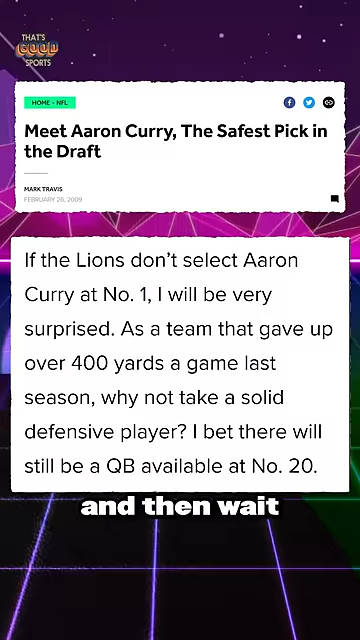 THAT'S
GOOD
SPORTS
HOME • NFL
Meet Aaron Curry, The Safest Pick in
the Draft
MARK TRAVIS
FEBRUARY 26, 2009
If the Lions don't select Aaron
Curry at No. 1, I will be very
surprised. As a team that gave up
over 400 yards a game last
season, why not take a solid
defensive player? I bet there will
still be a QB available at No. 20.
and then wait